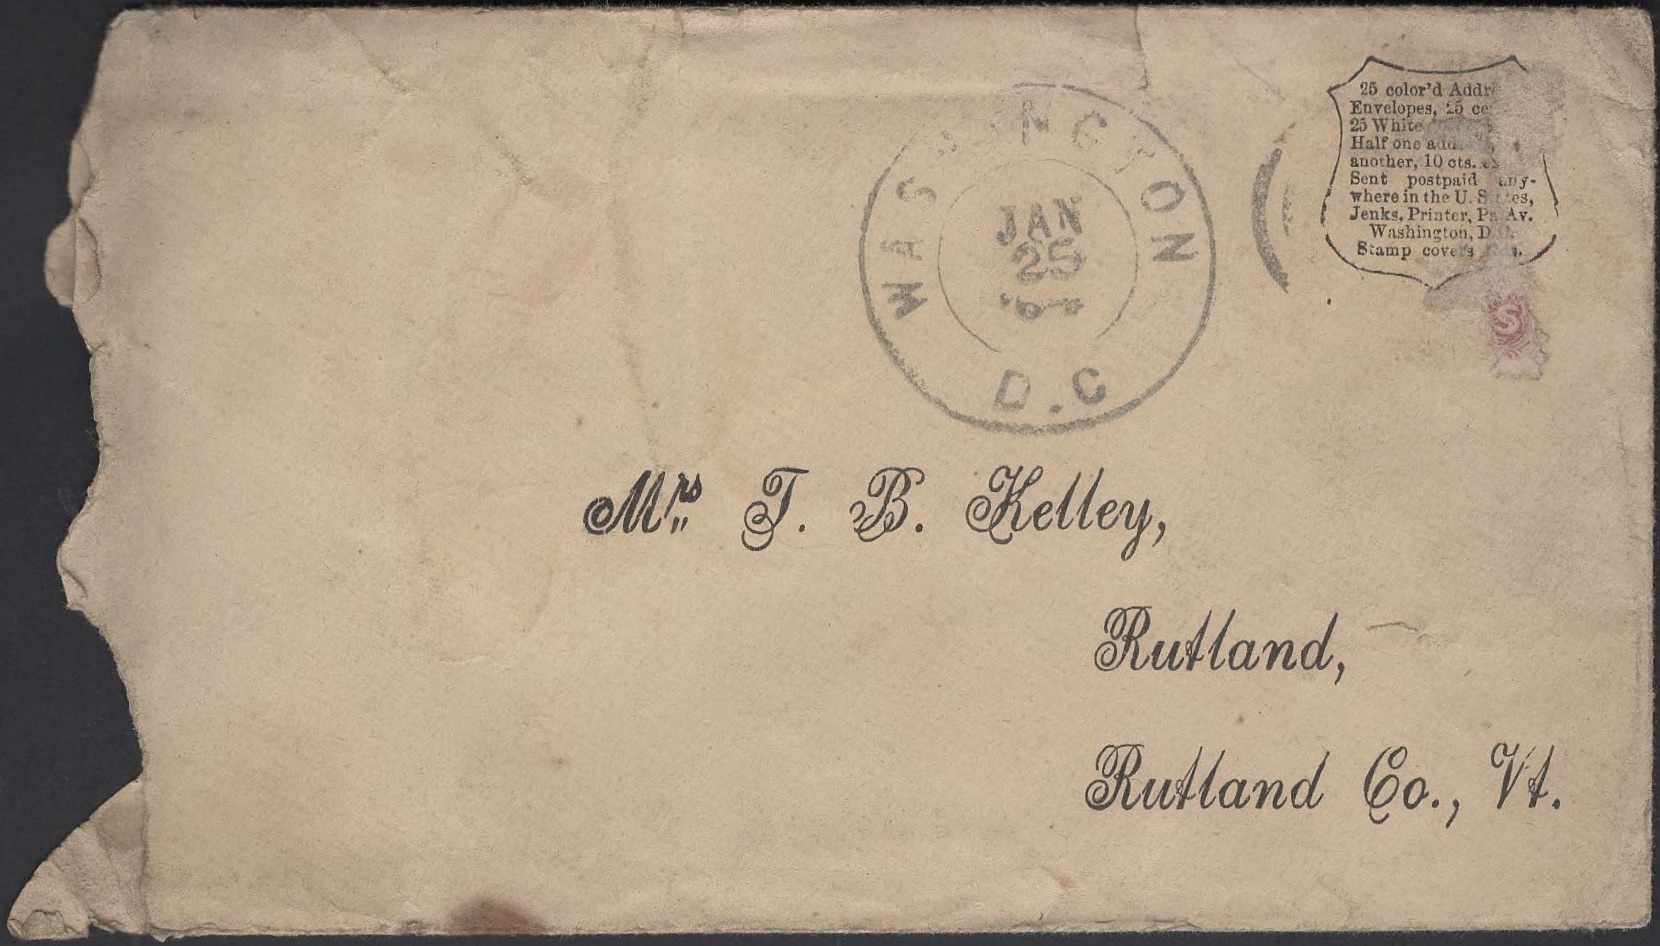 25 color'd Addr
Envelopes, 25 ce
25 White
Half one add
another, 10 cts.
Sent postpaid any-
where in the U. States,
Jenks, Printer, Pa Av.
Washington, D.C.
Stamp covers
WASHINGTON
JAN
25
'64
D.C
S
Mrs T. B. Kelley,
Rutland,
Rutland Co., Vt.